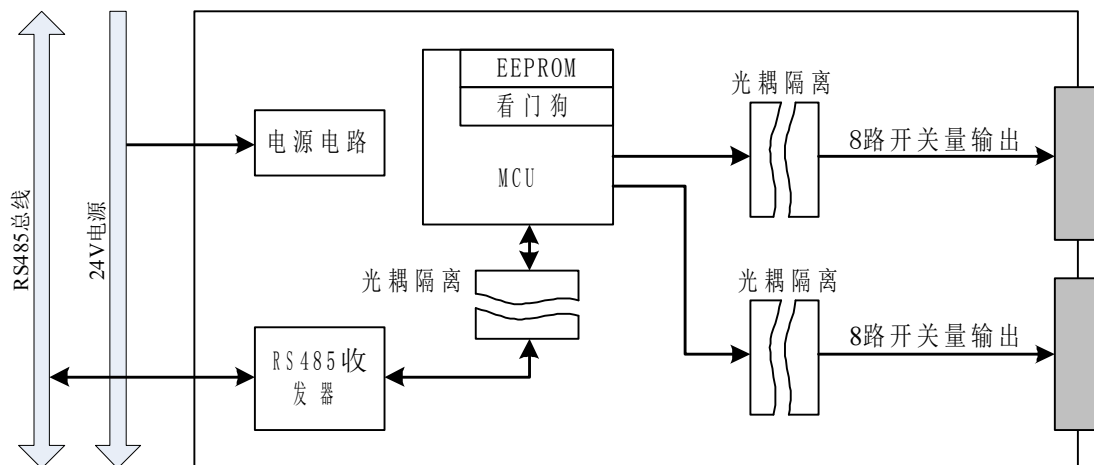 RS485总线
24V电源
电源电路
EEPROM
看门狗
MCU
光耦隔离
8路开关量输出
光耦隔离
RS485收
发器
光耦隔离
8路开关量输出